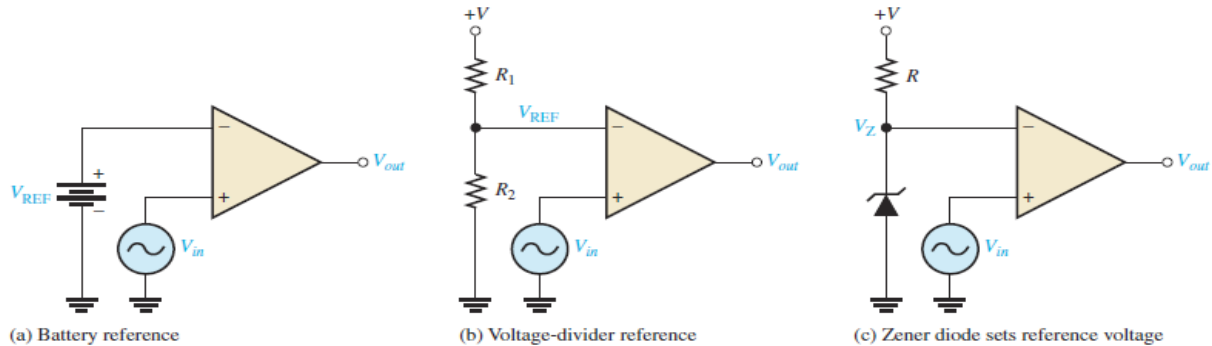 +V
R1
VREF
R2
−
+
Vout
Vin
+V
R
VZ
−
+
Vout
Vin
−
+
Vout
+
VREF
−
Vin
(a) Battery reference
(b) Voltage-divider reference
(c) Zener diode sets reference voltage